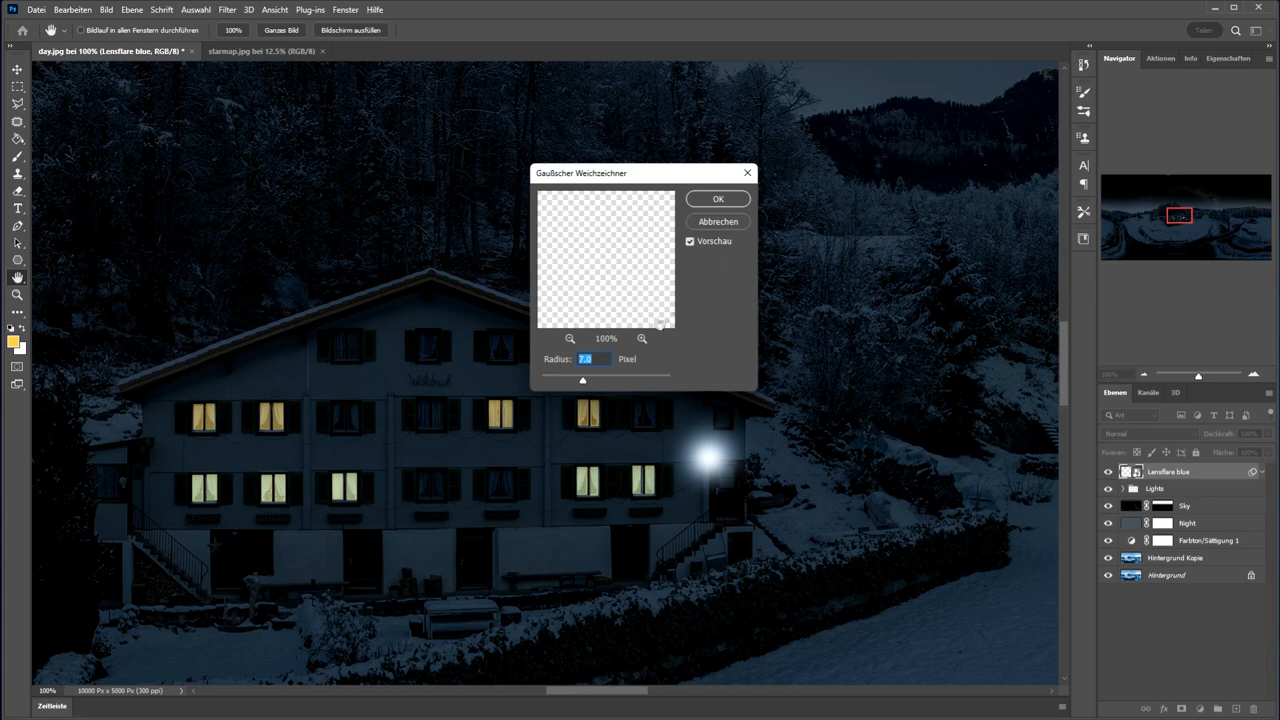 Ps Datei Bearbeiten Bild Ebene Schrift Auswahl Filter 3D Ansicht Plug-ins Fenster Hilfe
Bildlauf in allen Fenstern durchführen 100% Ganzes Bild Bildschirm ausfüllen Teilen
day.jpg bei 100% (Lensflare blue, RGB/8) * × starmap.jpg bei 12.5% (RGB/8) ×
Navigator Aktionen Info Eigenschaften
Gaußscher Weichzeichner
OK
Abbrechen
Vorschau
100%
Radius: 7.0 Pixel
100%
Ebenen Kanäle 3D
Art
Normal Deckkraft: 100%
Fixieren: Fläche: 100%
Lensflare blue
Lights
Sky
Night
Farbton/Sättigung 1
Hintergrund Kopie
Hintergrund
100% 10000 Px x 5000 Px (300 ppi)
Zeitleiste